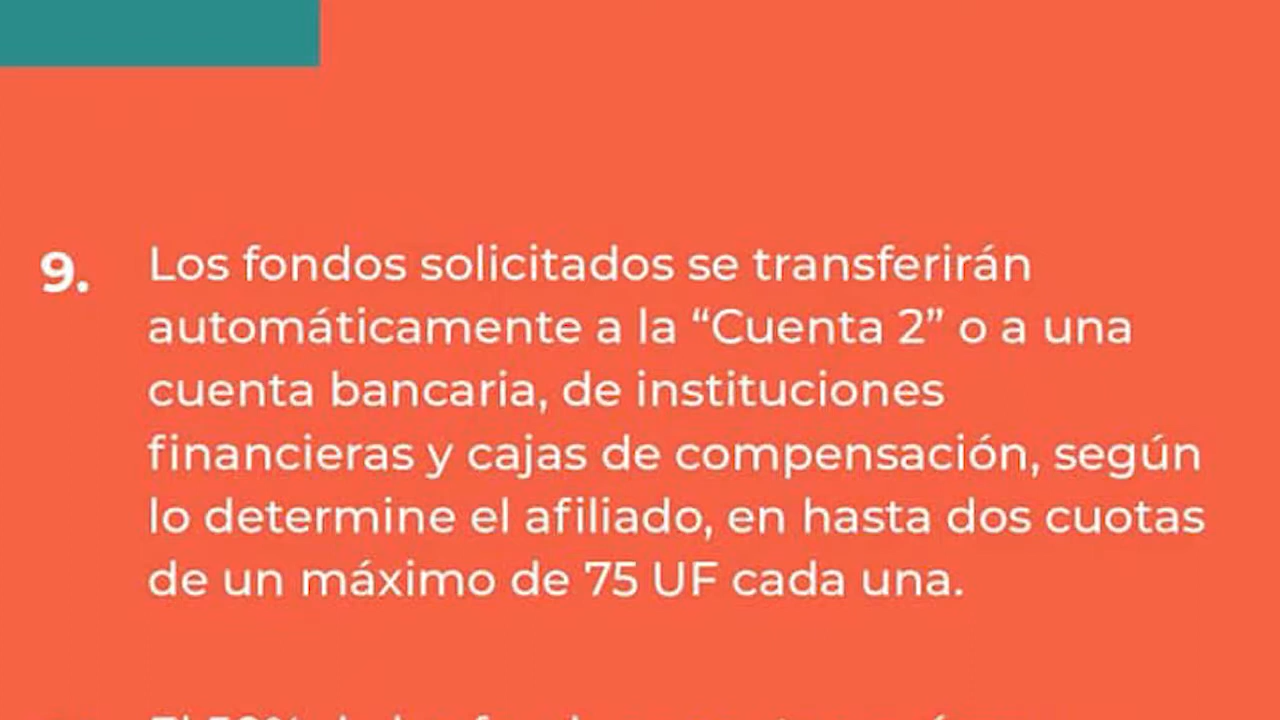 9. Los fondos solicitados se transferirán
automáticamente a la “Cuenta 2” o a una
cuenta bancaria, de instituciones
financieras y cajas de compensación, según
lo determine el afiliado, en hasta dos cuotas
de un máximo de 75 UF cada una.